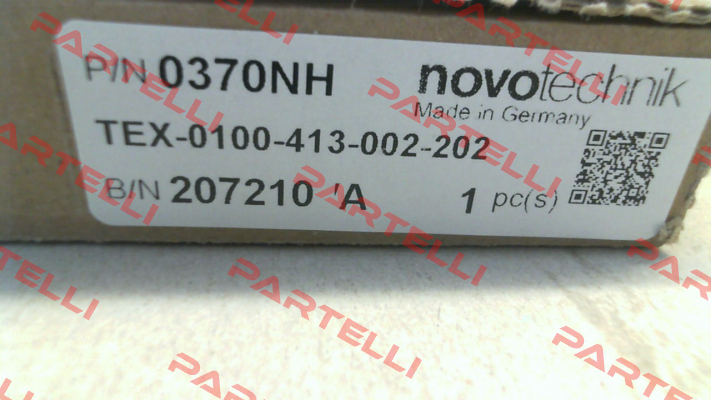 P/N 0370NH
novotechnik
Made in Germany
TEX-0100-413-002-202
B/N 207210 'A
1 pc(s)
PARTELLI
PARTELLI
PARTELLI
PARTELLI
PARTELLI
PARTELLI
PARTELLI
PARTELLI
PARTELLI